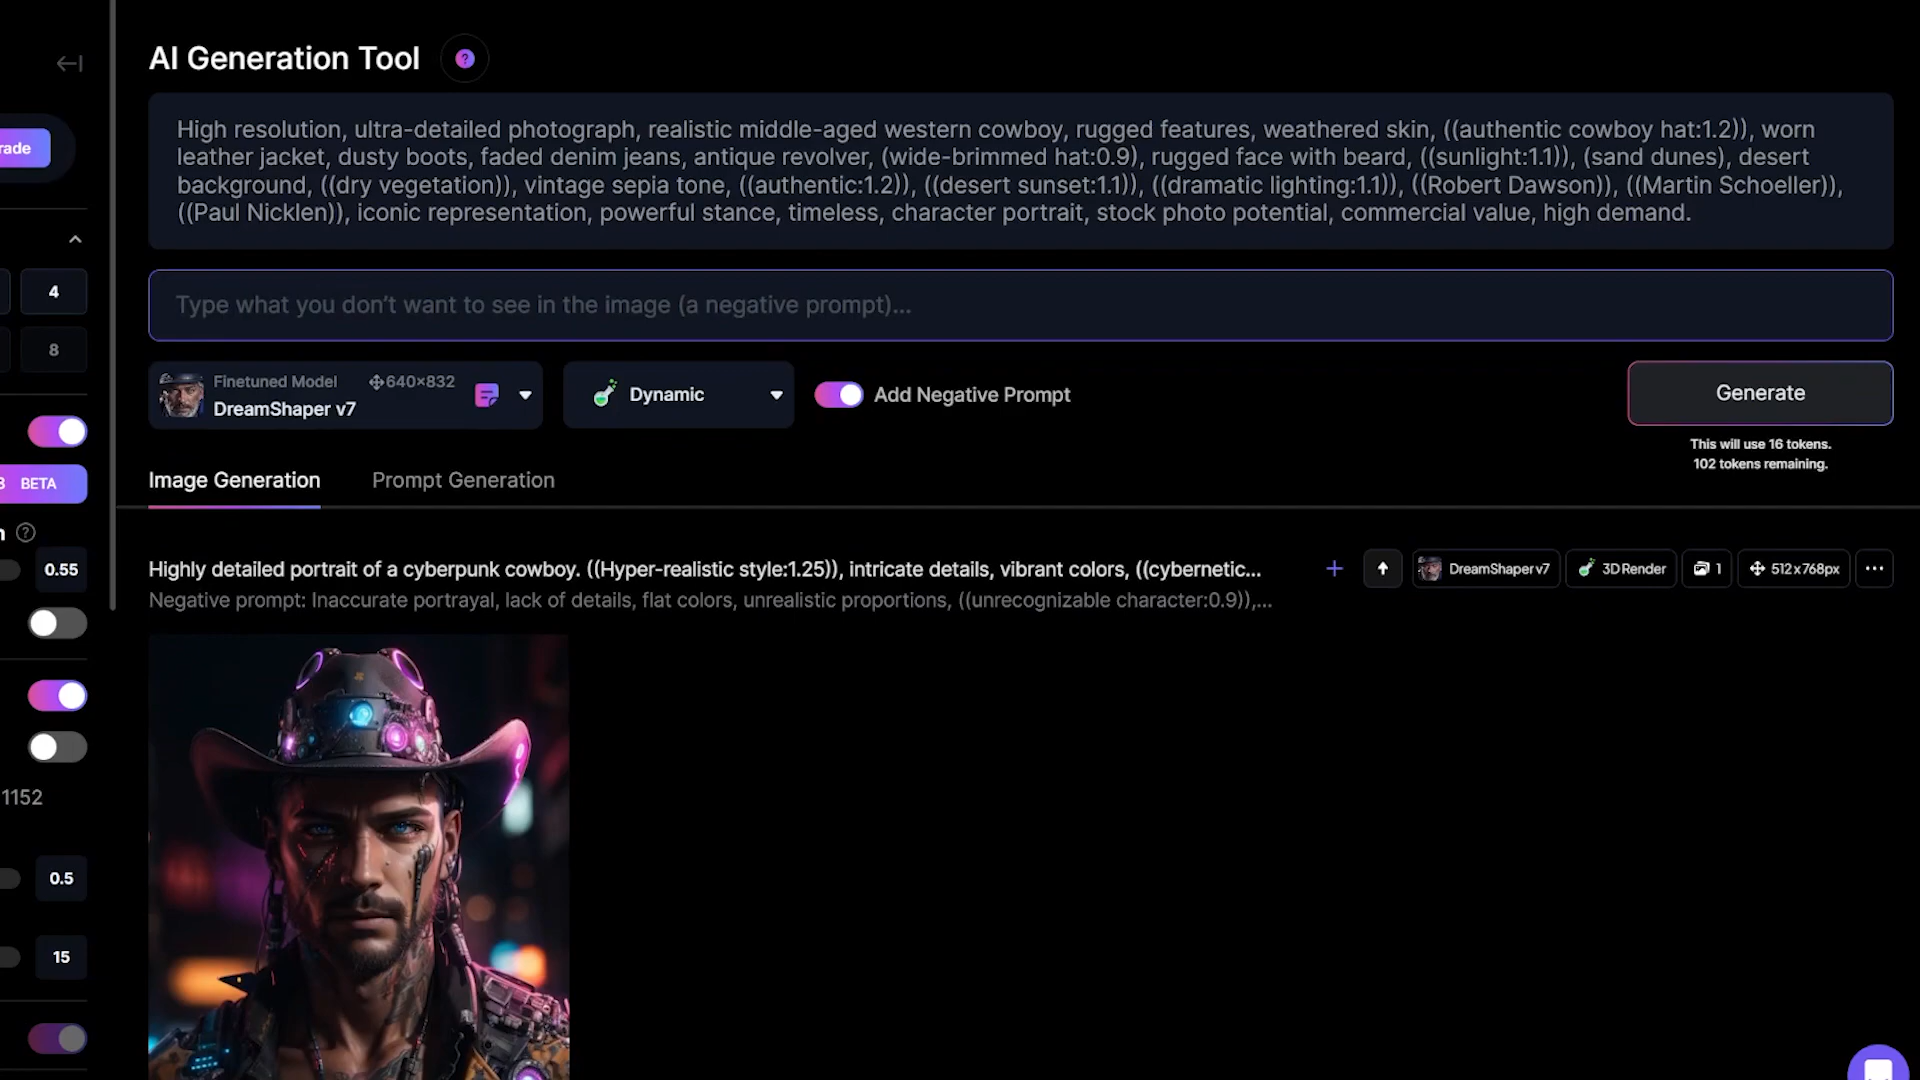 AI Generation Tool
?
rade
High resolution, ultra-detailed photograph, realistic middle-aged western cowboy, rugged features, weathered skin, ((authentic cowboy hat:1.2)), worn
leather jacket, dusty boots, faded denim jeans, antique revolver, (wide-brimmed hat:0.9), rugged face with beard, ((sunlight:1.1)), (sand dunes), desert
background, ((dry vegetation)), vintage sepia tone, ((authentic:1.2)), ((desert sunset:1.1)), ((dramatic lighting:1.1)), ((Robert Dawson)), ((Martin Schoeller)),
((Paul Nicklen)), iconic representation, powerful stance, timeless, character portrait, stock photo potential, commercial value, high demand.
4
Type what you don't want to see in the image (a negative prompt)...
8
Finetuned Model
640×832
DreamShaper v7
Dynamic
Add Negative Prompt
Generate
This will use 16 tokens.
102 tokens remaining.
BETA
Image Generation
Prompt Generation
?
0.55
Highly detailed portrait of a cyberpunk cowboy. ((Hyper-realistic style:1.25)), intricate details, vibrant colors, ((cybernetic...
DreamShaper v7
3D Render
1
512 x 768px
Negative prompt: Inaccurate portrayal, lack of details, flat colors, unrealistic proportions, ((unrecognizable character:0.9)),...
1152
0.5
15